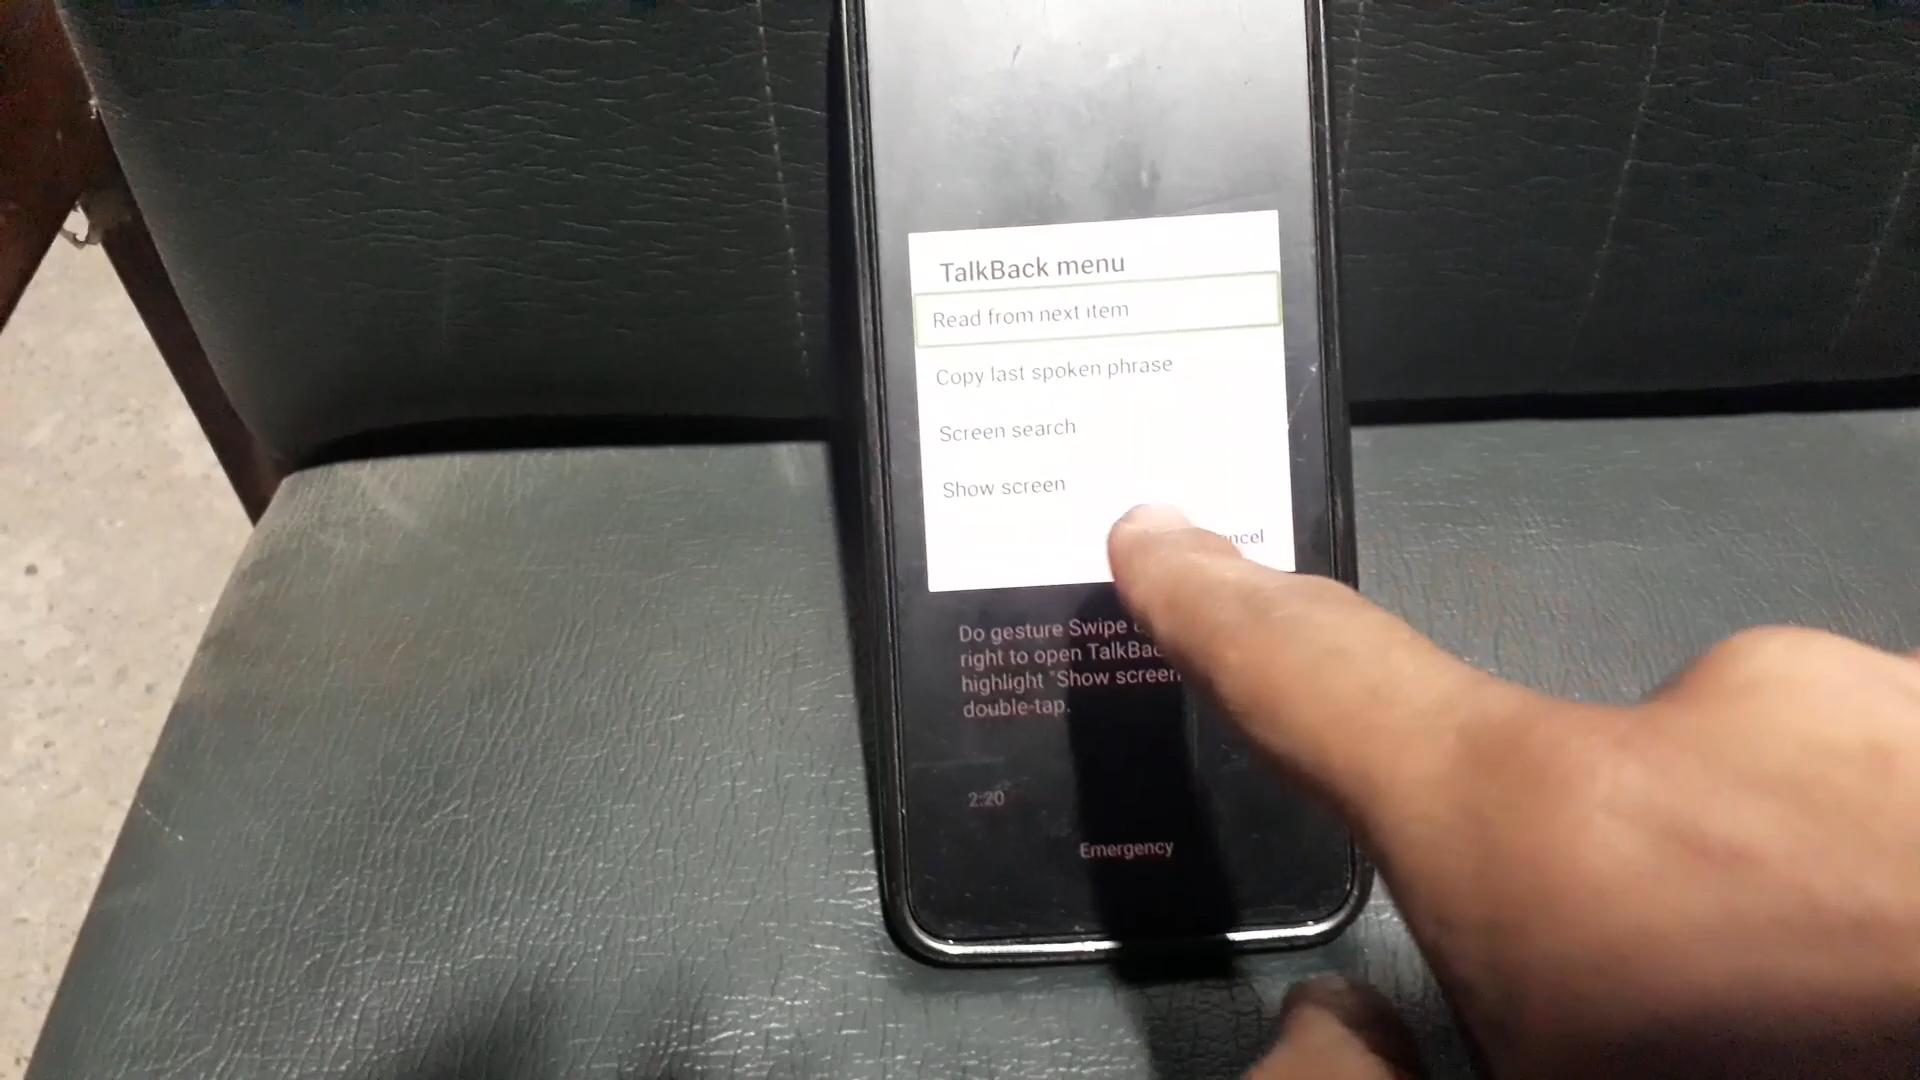 TalkBack menu
Read from next item
Copy last spoken phrase
Screen search
Show screen
Do gesture Swipe
right to open
highlight "Show screen
double-tap.
2:20
Emergency